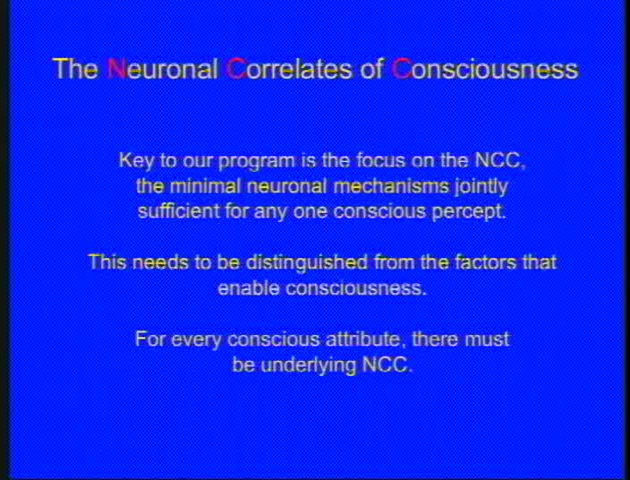 The Neuronal Correlates of Consciousness
Key to our program is the focus on the NCC,
the minimal neuronal mechanisms jointly
sufficient for any one conscious percept.
This needs to be distinguished from the factors that
enable consciousness.
For every conscious attribute, there must
be underlying NCC.